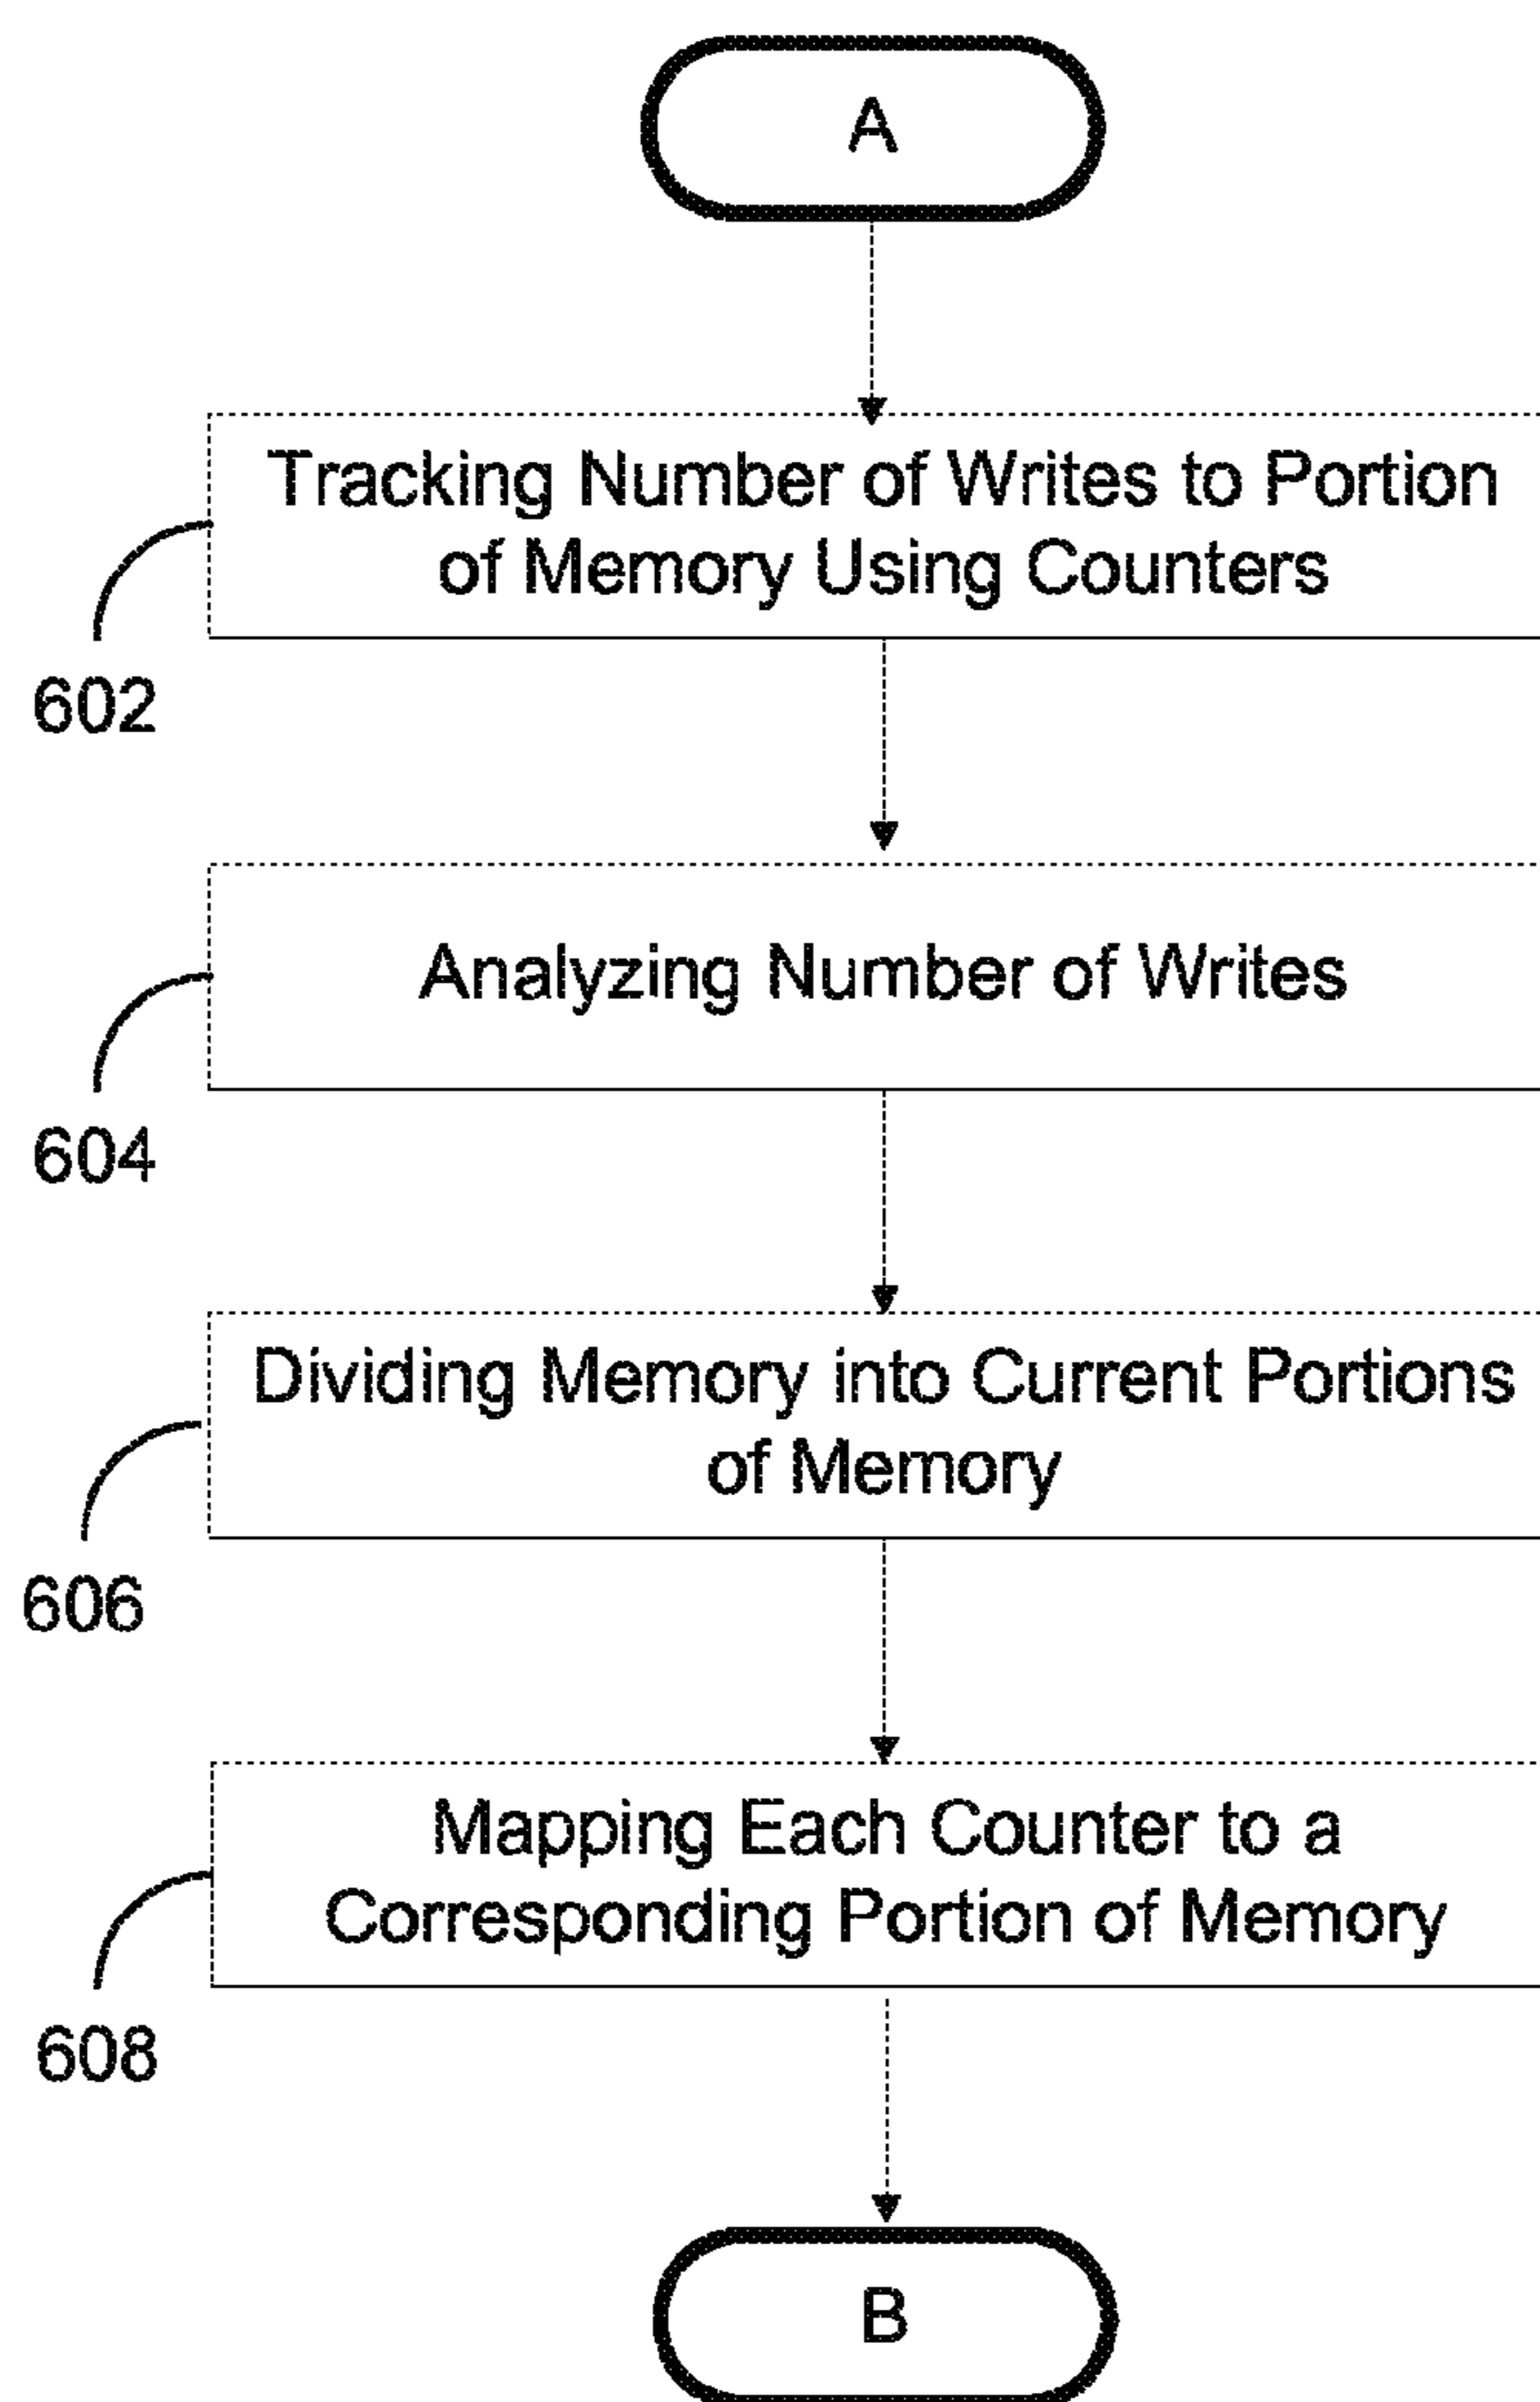 A
Tracking Number of Writes to Portion
of Memory Using Counters
602
Analyzing Number of Writes
604
Dividing Memory into Current Portions
of Memory
606
Mapping Each Counter to a
Corresponding Portion of Memory
608
B